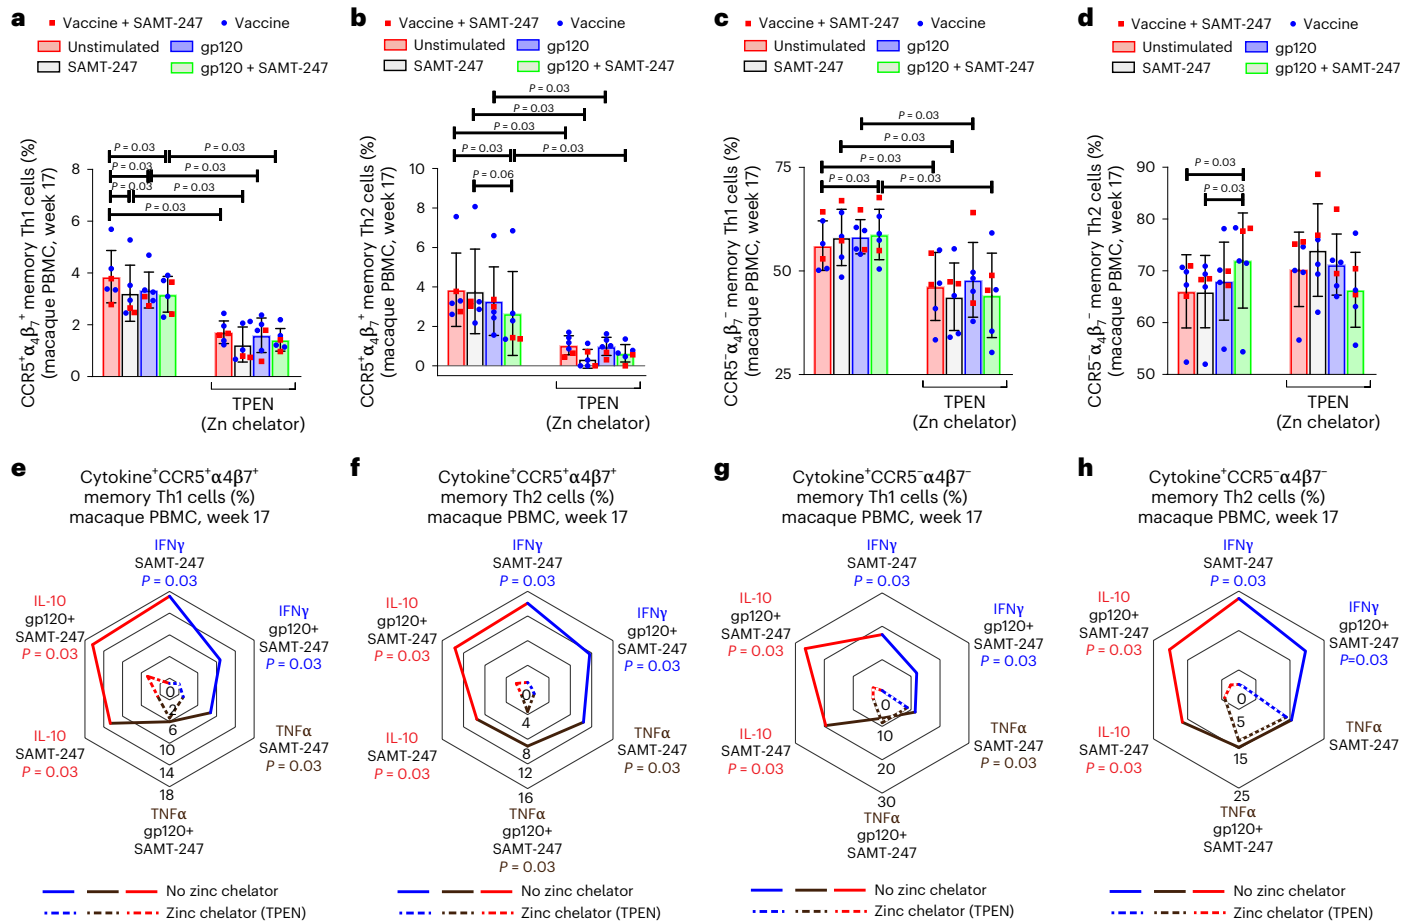 a
Vaccine + SAMT-247 Vaccine
Unstimulated gp120
SAMT-247 gp120 + SAMT-247
CCR5⁺α₄β₇⁺ memory Th1 cells (%)
(macaque PBMC, week 17)
8
6
4
2
0
P = 0.03
P = 0.03
P = 0.03
P = 0.03
P = 0.03
P = 0.03
P = 0.03
TPEN
(Zn chelator)
b
Vaccine + SAMT-247 Vaccine
Unstimulated gp120
SAMT-247 gp120 + SAMT-247
CCR5⁺α₄β₇⁺ memory Th2 cells (%)
(macaque PBMC, week 17)
10
8
6
4
2
0
P = 0.03
P = 0.03
P = 0.03
P = 0.03
P = 0.03
P = 0.06
TPEN
(Zn chelator)
c
Vaccine + SAMT-247 Vaccine
Unstimulated gp120
SAMT-247 gp120 + SAMT-247
CCR5⁻α₄β₇⁻ memory Th1 cells (%)
(macaque PBMC, week 17)
75
50
25
P = 0.03
P = 0.03
P = 0.03
P = 0.03
P = 0.03
TPEN
(Zn chelator)
d
Vaccine + SAMT-247 Vaccine
Unstimulated gp120
SAMT-247 gp120 + SAMT-247
CCR5⁻α₄β₇⁻ memory Th2 cells (%)
(macaque PBMC, week 17)
90
80
70
60
50
P = 0.03
P = 0.03
TPEN
(Zn chelator)
e
Cytokine⁺CCR5⁺α4β7⁺
memory Th1 cells (%)
macaque PBMC, week 17
IFNγ
SAMT-247
P = 0.03
IFNγ
gp120+
SAMT-247
P = 0.03
TNFα
SAMT-247
P = 0.03
TNFα
gp120+
SAMT-247
IL-10
SAMT-247
P = 0.03
IL-10
gp120+
SAMT-247
P = 0.03
0
2
6
10
14
18
No zinc chelator
Zinc chelator (TPEN)
f
Cytokine⁺CCR5⁺α4β7⁺
memory Th2 cells (%)
macaque PBMC, week 17
IFNγ
SAMT-247
P = 0.03
IFNγ
gp120+
SAMT-247
P = 0.03
TNFα
SAMT-247
P = 0.03
TNFα
gp120+
SAMT-247
P = 0.03
IL-10
SAMT-247
P = 0.03
IL-10
gp120+
SAMT-247
P = 0.03
0
4
8
12
16
No zinc chelator
Zinc chelator (TPEN)
g
Cytokine⁺CCR5⁻α4β7⁻
memory Th1 cells (%)
macaque PBMC, week 17
IFNγ
SAMT-247
P = 0.03
IFNγ
gp120+
SAMT-247
P = 0.03
TNFα
SAMT-247
P = 0.03
TNFα
gp120+
SAMT-247
IL-10
SAMT-247
P = 0.03
IL-10
gp120+
SAMT-247
P = 0.03
0
10
20
30
No zinc chelator
Zinc chelator (TPEN)
h
Cytokine⁺CCR5⁻α4β7⁻
memory Th2 cells (%)
macaque PBMC, week 17
IFNγ
SAMT-247
P = 0.03
IFNγ
gp120+
SAMT-247
P=0.03
TNFα
SAMT-247
TNFα
gp120+
SAMT-247
IL-10
SAMT-247
P = 0.03
IL-10
gp120+
SAMT-247
P = 0.03
0
5
15
25
No zinc chelator
Zinc chelator (TPEN)